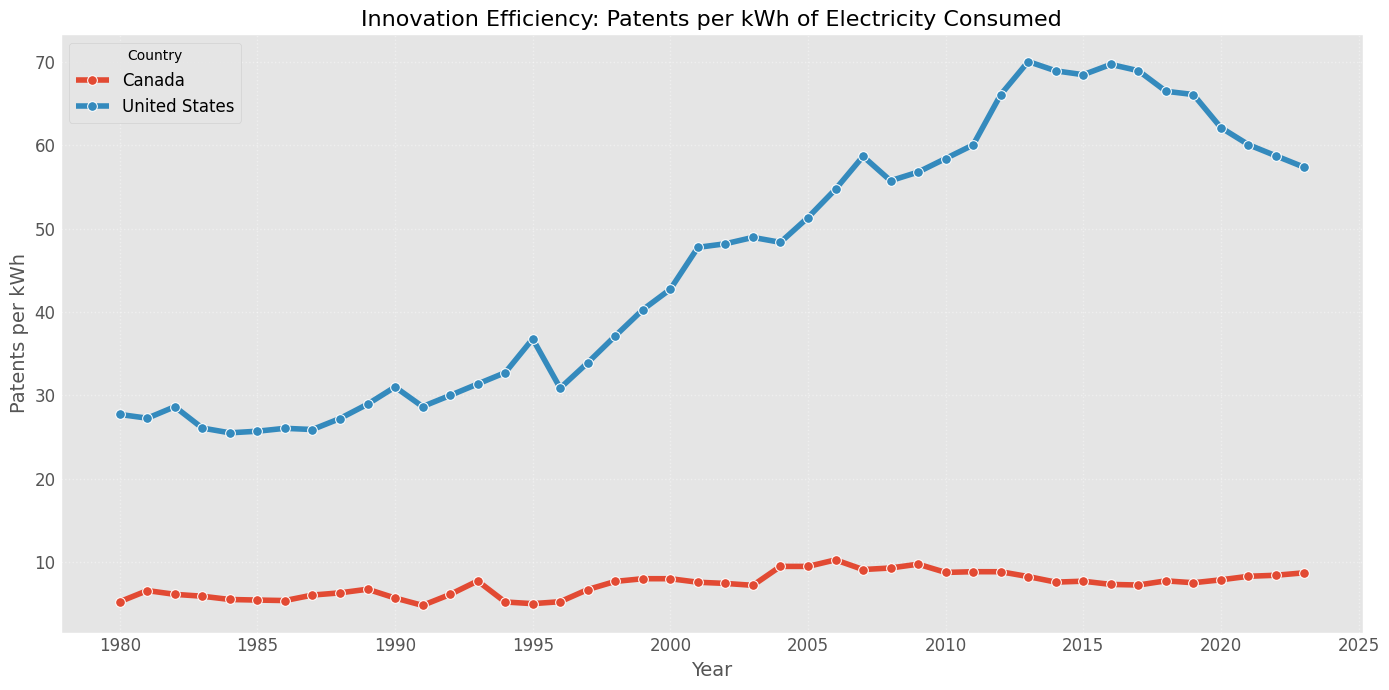 Innovation Efficiency: Patents per kWh of Electricity Consumed
Country
Canada
United States
Patents per kWh
70
60
50
40
30
20
10
1980 1985 1990 1995 2000 2005 2010 2015 2020 2025
Year